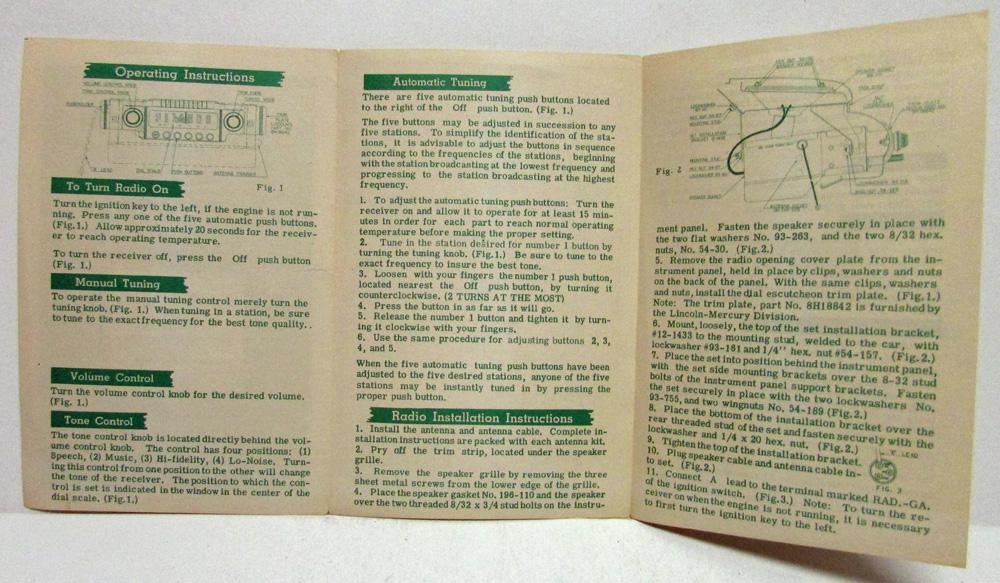 Operating Instructions
VOLUME CONTROL KNOB
TONE CONTROL KNOB
TUNING KNOB
DIAL SCALE
PUSH BUTTONS
ANTENNA TRIMMER
"A" LEAD
Fig. 1
To Turn Radio On
Turn the ignition key to the left, if the engine is not run-
ning. Press any one of the five automatic push buttons.
(Fig.1.) Allow approximately 20 seconds for the receiv-
er to reach operating temperature.
To turn the receiver off, press the Off push button
(Fig. 1.)
Manual Tuning
To operate the manual tuning control merely turn the
tuning knob. (Fig. 1.) When tuning in a station, be sure
to tune to the exact frequency for the best tone quality..
Volume Control
Turn the volume control knob for the desired volume.
(Fig. 1.)
Tone Control
The tone control knob is located directly behind the vol-
ume control knob. The control has four positions: (1)
Speech, (2) Music, (3) Hi-fidelity, (4) Lo-Noise. Turn-
ing this control from one position to the other will change
the tone of the receiver. The position to which the con-
trol is set is indicated in the window in the center of the
dial scale. (Fig.1.)
Automatic Tuning
There are five automatic tuning push buttons located
to the right of the Off push button. (Fig. 1.)
The five buttons may be adjusted in succession to any
five stations. To simplify the identification of the sta-
tions, it is advisable to adjust the buttons in sequence
according to the frequencies of the stations, beginning
with the station broadcasting at the lowest frequency and
progressing to the station broadcasting at the highest
frequency.
1. To adjust the automatic tuning push buttons: Turn the
receiver on and allow it to operate for at least 15 min-
utes in order for each part to reach normal operating
temperature before making the proper setting.
2. Tune in the station desired for number 1 button by
turning the tuning knob. (Fig.1.) Be sure to tune to the
exact frequency to insure the best tone.
3. Loosen with your fingers the number 1 push button,
located nearest the Off push button, by turning it
counterclockwise. (2 TURNS AT THE MOST)
4. Press the button in as far as it will go.
5. Release the number 1 button and tighten it by turn-
ing it clockwise with your fingers.
6. Use the same procedure for adjusting buttons 2, 3,
4, and 5.
When the five automatic tuning push buttons have been
adjusted to the five desired stations, anyone of the five
stations may be instantly tuned in by pressing the
proper push button.
Radio Installation Instructions
1. Install the antenna and antenna cable. Complete in-
stallation instructions are packed with each antenna kit.
2. Pry off the trim strip, located under the speaker
grille.
3. Remove the speaker grille by removing the three
sheet metal screws from the lower edge of the grille.
4. Place the speaker gasket No. 196-110 and the speaker
over the two threaded 8/32 x 3/4 stud bolts on the instru-
Fig. 2
ment panel. Fasten the speaker securely in place with
the two flat washers No. 93-263, and the two 8/32 hex.
nuts, No. 54-30. (Fig.2.)
5. Remove the radio opening cover plate from the in-
strument panel, held in place by clips, washers and nuts
on the back of the panel. With the same clips, washers
and nuts, install the dial escutcheon trim plate. (Fig.1.)
Note: The trim plate, part No. 8H18842 is furnished by
the Lincoln-Mercury Division.
6. Mount, loosely, the top of the set installation bracket,
#12-1433 to the mounting stud, welded to the car, with
lockwasher #93-161 and 1/4'' hex. nut #54-157. (Fig.2.)
7. Place the set into position behind the instrument panel,
with the set side mounting brackets over the 8-32 stud
bolts of the instrument panel support brackets. Fasten
the set securely in place with the two lockwashers No.
93-755, and two wingnuts No. 54-189 (Fig.2.)
8. Place the bottom of the installation bracket over the
rear threaded stud of the set and fasten securely with the
lockwasher and 1/4 x 20 hex. nut, (Fig.2.)
9. Tighten the top of the installation bracket.
10. Plug speaker cable and antenna cable in-
to set. (Fig.2.)
"A" LEAD
FIG. 3
11. Connect A lead to the terminal marked RAD.-GA.
of the ignition switch. (Fig.3.) Note: To turn the re-
ceiver on when the engine is not running, it is necessary
to first turn the ignition key to the left.